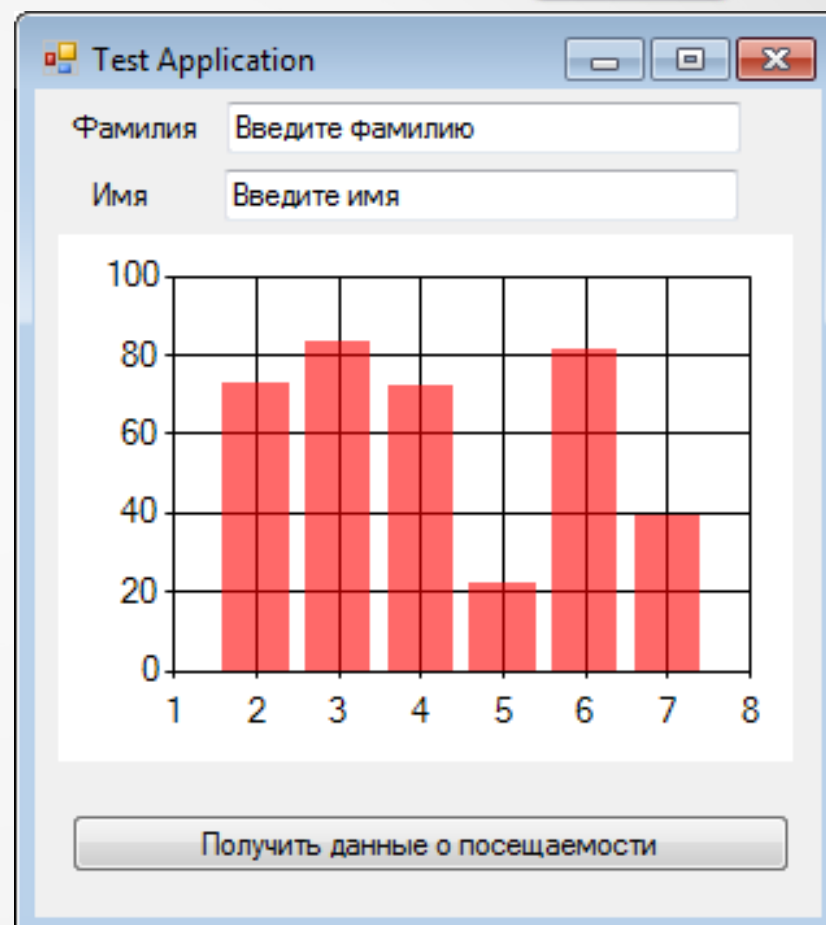 Test Application
Фамилия Введите фамилию
Имя Введите имя
100
80
60
40
20
0
1 2 3 4 5 6 7 8
Получить данные о посещаемости